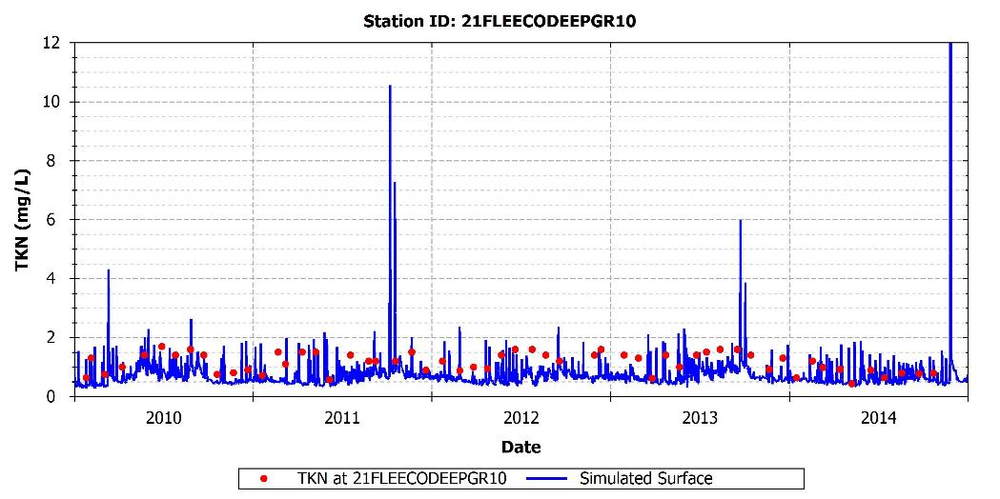 Station ID: 21FLEECODEEPGR10
12
10
8
6
4
2
0
TKN (mg/L)
2010 2011 2012 2013 2014
Date
TKN at 21FLEECODEEPGR10 Simulated Surface